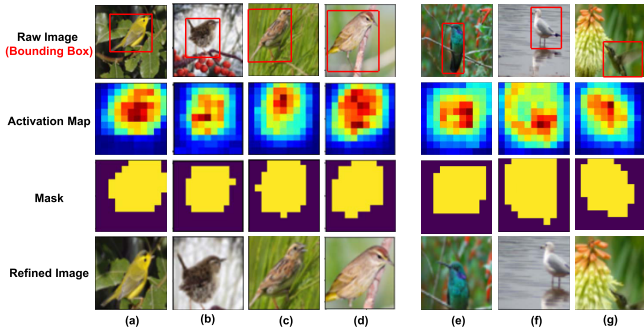 Raw Image
(Bounding Box)
Activation Map
Mask
Refined Image
(a) (b) (c) (d) (e) (f) (g)